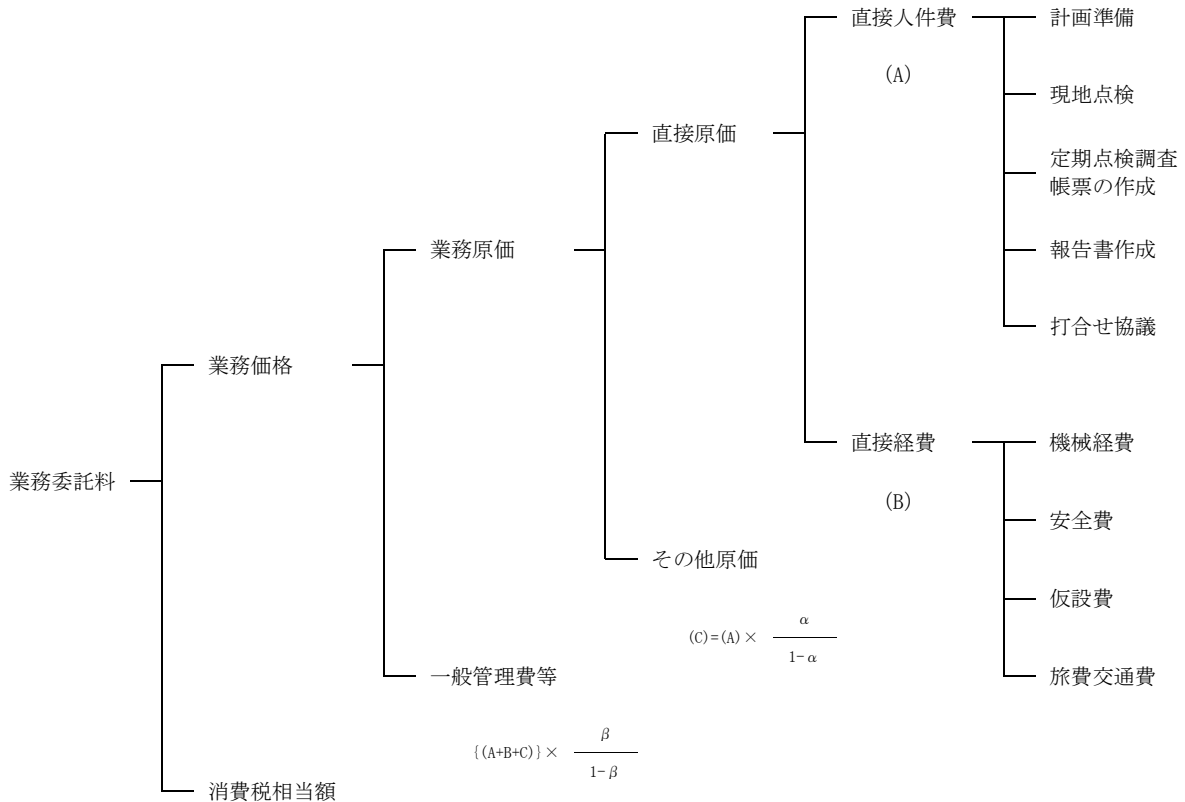 直接人件費
計画準備
(A)
現地点検
直接原価
定期点検調査
帳票の作成
業務原価
報告書作成
打合せ協議
業務価格
直接経費
機械経費
業務委託料
(B)
安全費
その他原価
仮設費
(C)=(A)× α
1-α
一般管理費等
旅費交通費
{(A+B+C)}× β
1-β
消費税相当額